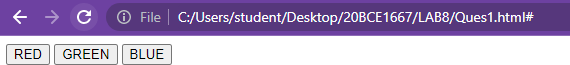 File | C:/Users/student/Desktop/20BCE1667/LAB8/Ques1.html#
RED GREEN BLUE